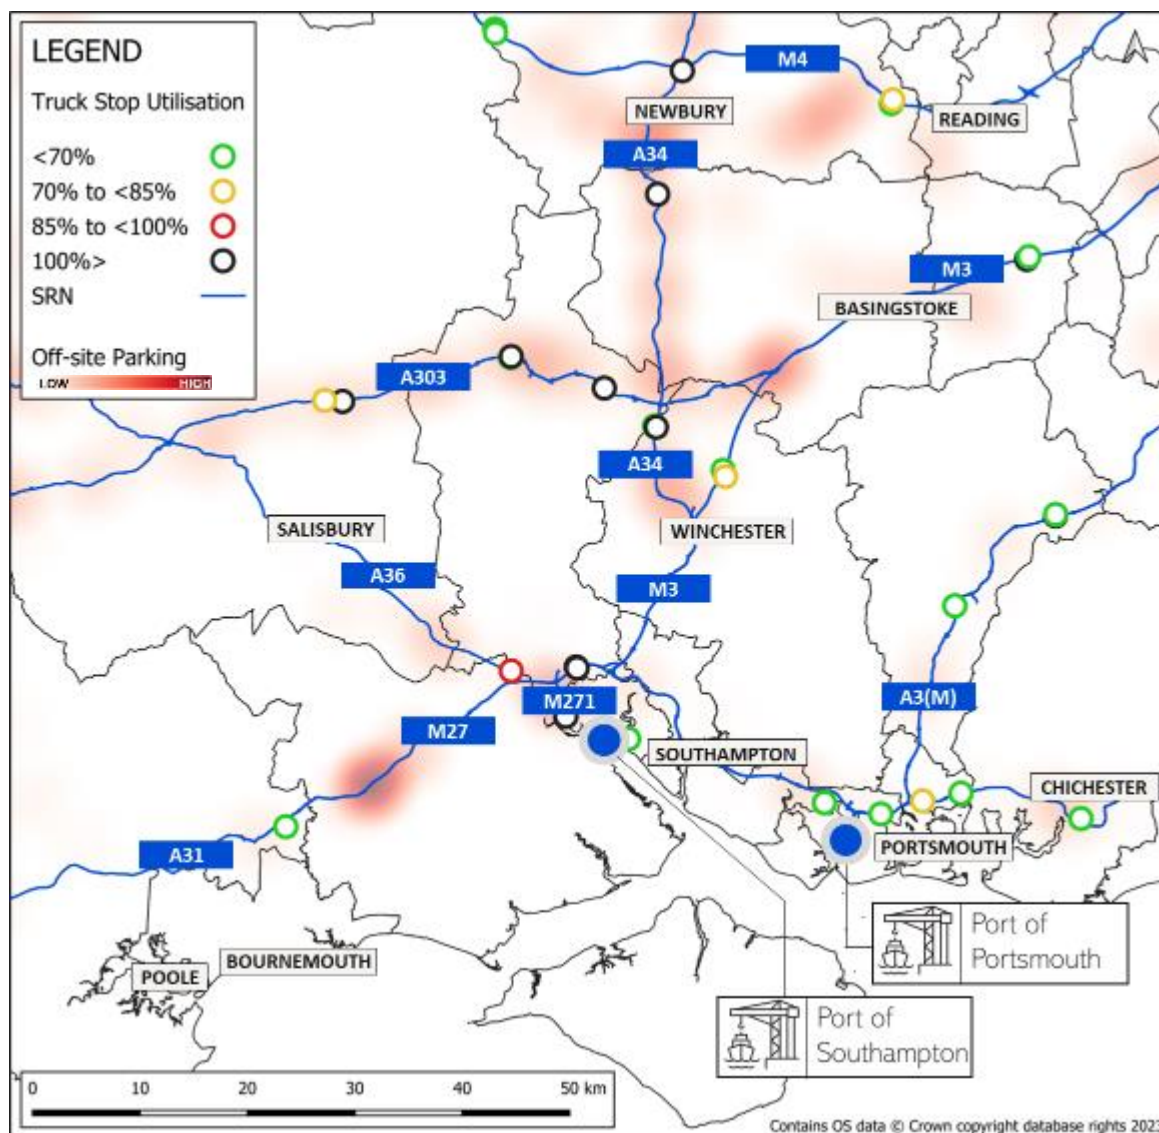 LEGEND
Truck Stop Utilisation
<70%
70% to <85%
85% to <100%
100%>
SRN
Off-site Parking
LOW HIGH
M4
NEWBURY
READING
A34
M3
BASINGSTOKE
A303
A34
SALISBURY
WINCHESTER
A36
M3
M271
A3(M)
M27
SOUTHAMPTON
CHICHESTER
A31
PORTSMOUTH
Port of
Portsmouth
BOURNEMOUTH
POOLE
Port of
Southampton
0 10 20 30 40 50 km
Contains OS data © Crown copyright database rights 2023